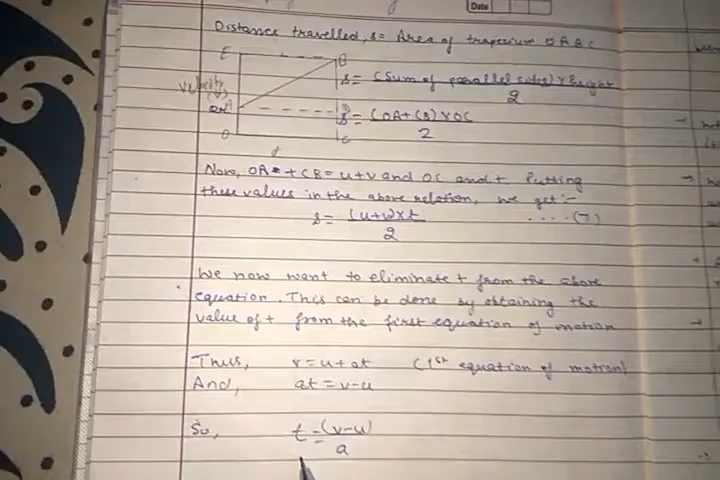 Date
Distance travelled, s = Area of trapezium OABC
E B
s = (Sum of parallel sides) × height
2
Velocity
(v)
A D
s = (OA + CB) × OC
2
O C
t
Now, OA + CB = u + v and OC and t. Putting
these values in the above relation, we get :-
s = (u+v) × t ....(7)
2
We now want to eliminate t from the above
equation. This can be done by obtaining the
value of t from the first equation of motion
Thus, v = u + at (1st equation of motion)
And, at = v - u
So, t = (v-u)
a